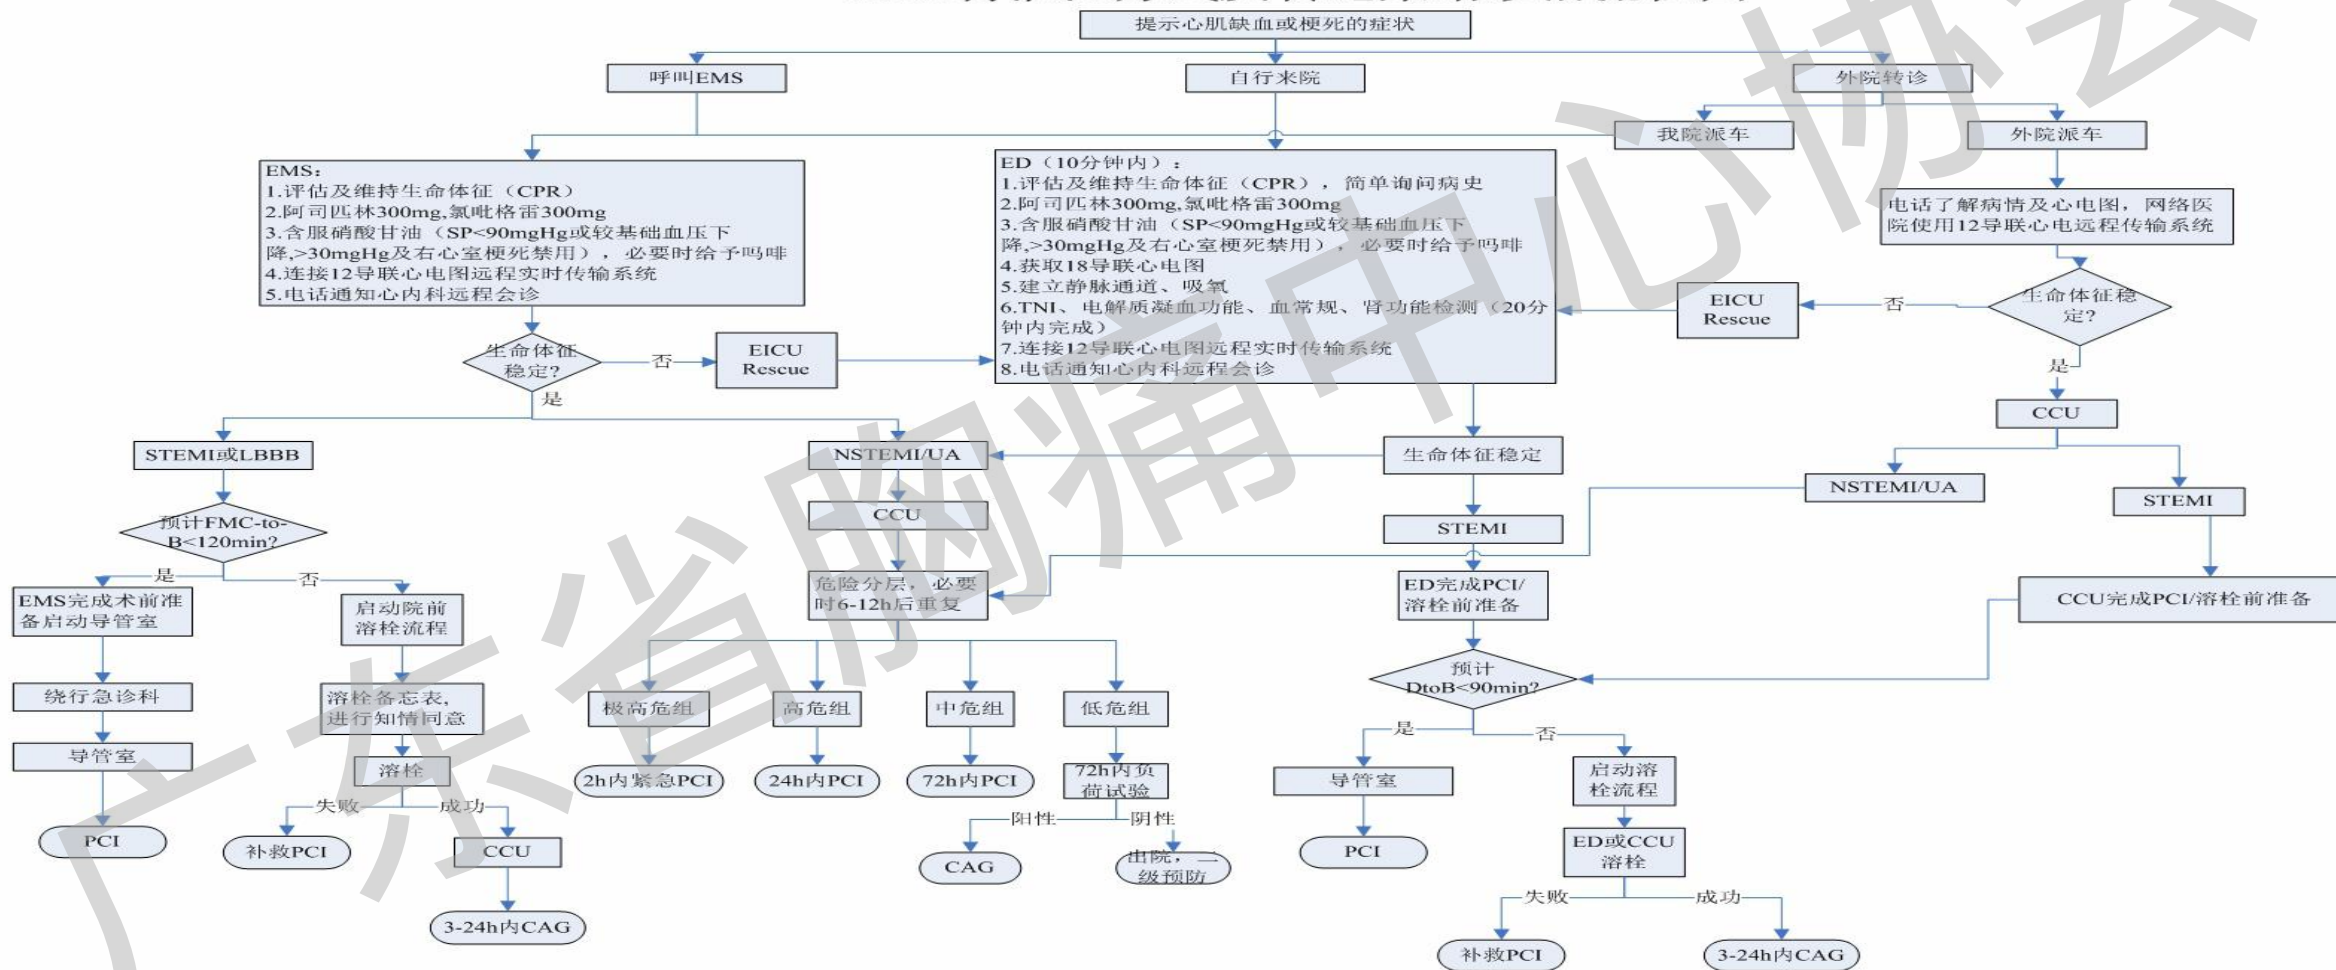 提示心肌缺血或梗死的症状
呼叫EMS
自行来院
外院转诊
我院派车
外院派车
EMS：
1.评估及维持生命体征（CPR）
2.阿司匹林300mg,氯吡格雷300mg
3.含服硝酸甘油（SP<90mgHg或较基础血压下
降,>30mgHg及右心室梗死禁用），必要时给予吗啡
4.连接12导联心电图远程实时传输系统
5.电话通知心内科远程会诊
ED（10分钟内）：
1.评估及维持生命体征（CPR），简单询问病史
2.阿司匹林300mg,氯吡格雷300mg
3.含服硝酸甘油（SP<90mgHg或较基础血压下
降,>30mgHg及右心室梗死禁用），必要时给予吗啡
4.获取18导联心电图
5.建立静脉通道、吸氧
6.TNI、电解质凝血功能、血常规、肾功能检测（20分
钟内完成）
7.连接12导联心电图远程实时传输系统
8.电话通知心内科远程会诊
电话了解病情及心电图，网络医
院使用12导联心电远程传输系统
生命体征稳
定?
否
EICU
Rescue
是
CCU
生命体征
稳定?
否
EICU
Rescue
是
STEMI或LBBB
NSTEMI/UA
生命体征稳定
NSTEMI/UA
STEMI
CCU
STEMI
预计FMC-to-
B<120min?
是
否
EMS完成术前准
备启动导管室
启动院前
溶栓流程
危险分层，必要
时6-12h后重复
ED完成PCI/
溶栓前准备
CCU完成PCI/溶栓前准备
绕行急诊科
溶栓备忘表,
进行知情同意
极高危组
高危组
中危组
低危组
预计
DtoB<90min?
是
否
导管室
溶栓
2h内紧急PCI
24h内PCI
72h内PCI
72h内负
荷试验
导管室
启动溶
栓流程
失败
成功
阳性
阴性
PCI
补救PCI
CCU
CAG
出院，二
级预防
PCI
ED或CCU
溶栓
3-24h内CAG
失败
成功
补救PCI
3-24h内CAG
广东省胸痛中心协会